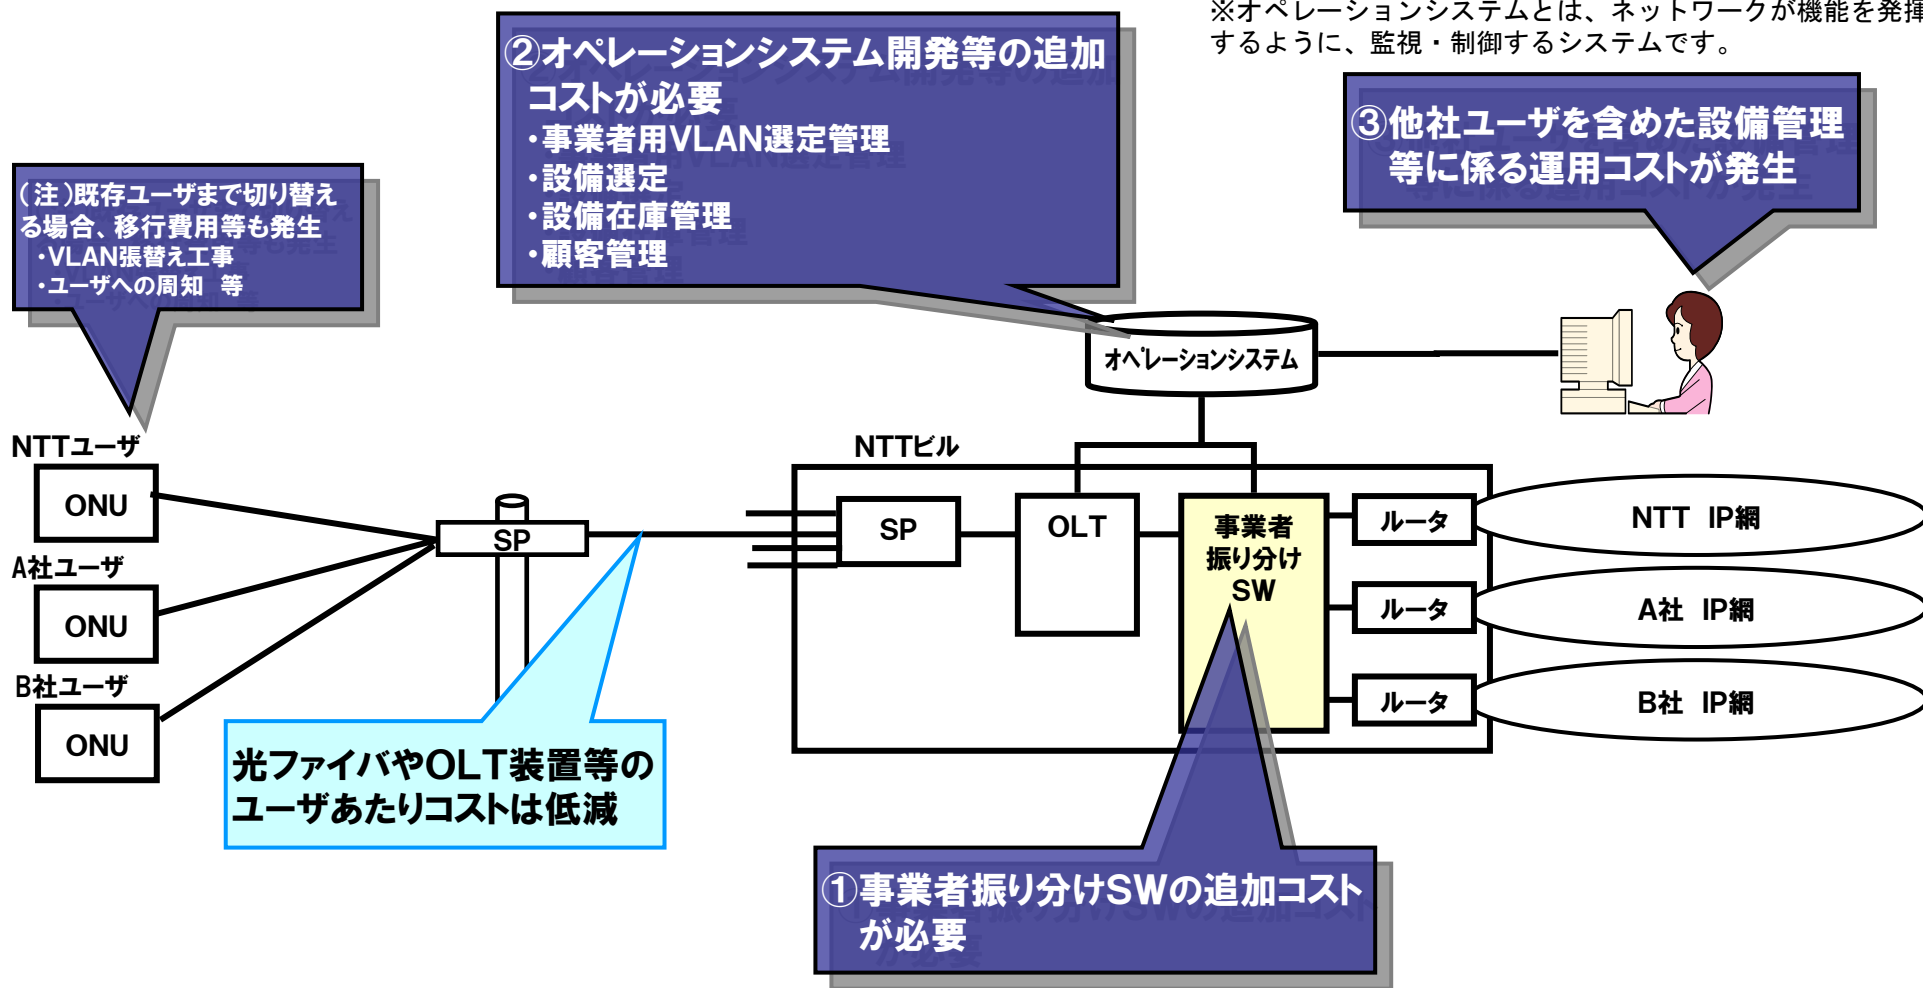 ※オペレーションシステムとは、ネットワークが機能を発揮
するように、監視・制御するシステムです。
②オペレーションシステム開発等の追加
コストが必要
・事業者用VLAN選定管理
・設備選定
・設備在庫管理
・顧客管理
③他社ユーザを含めた設備管理
等に係る運用コストが発生
(注)既存ユーザまで切り替え
る場合、移行費用等も発生
・VLAN張替え工事
・ユーザへの周知 等
オペレーションシステム
NTTユーザ
ONU
A社ユーザ
ONU
B社ユーザ
ONU
SP
NTTビル
SP
OLT
事業者
振り分け
SW
ルータ
NTT IP網
ルータ
A社 IP網
ルータ
B社 IP網
光ファイバやOLT装置等の
ユーザあたりコストは低減
①事業者振り分けSWの追加コスト
が必要